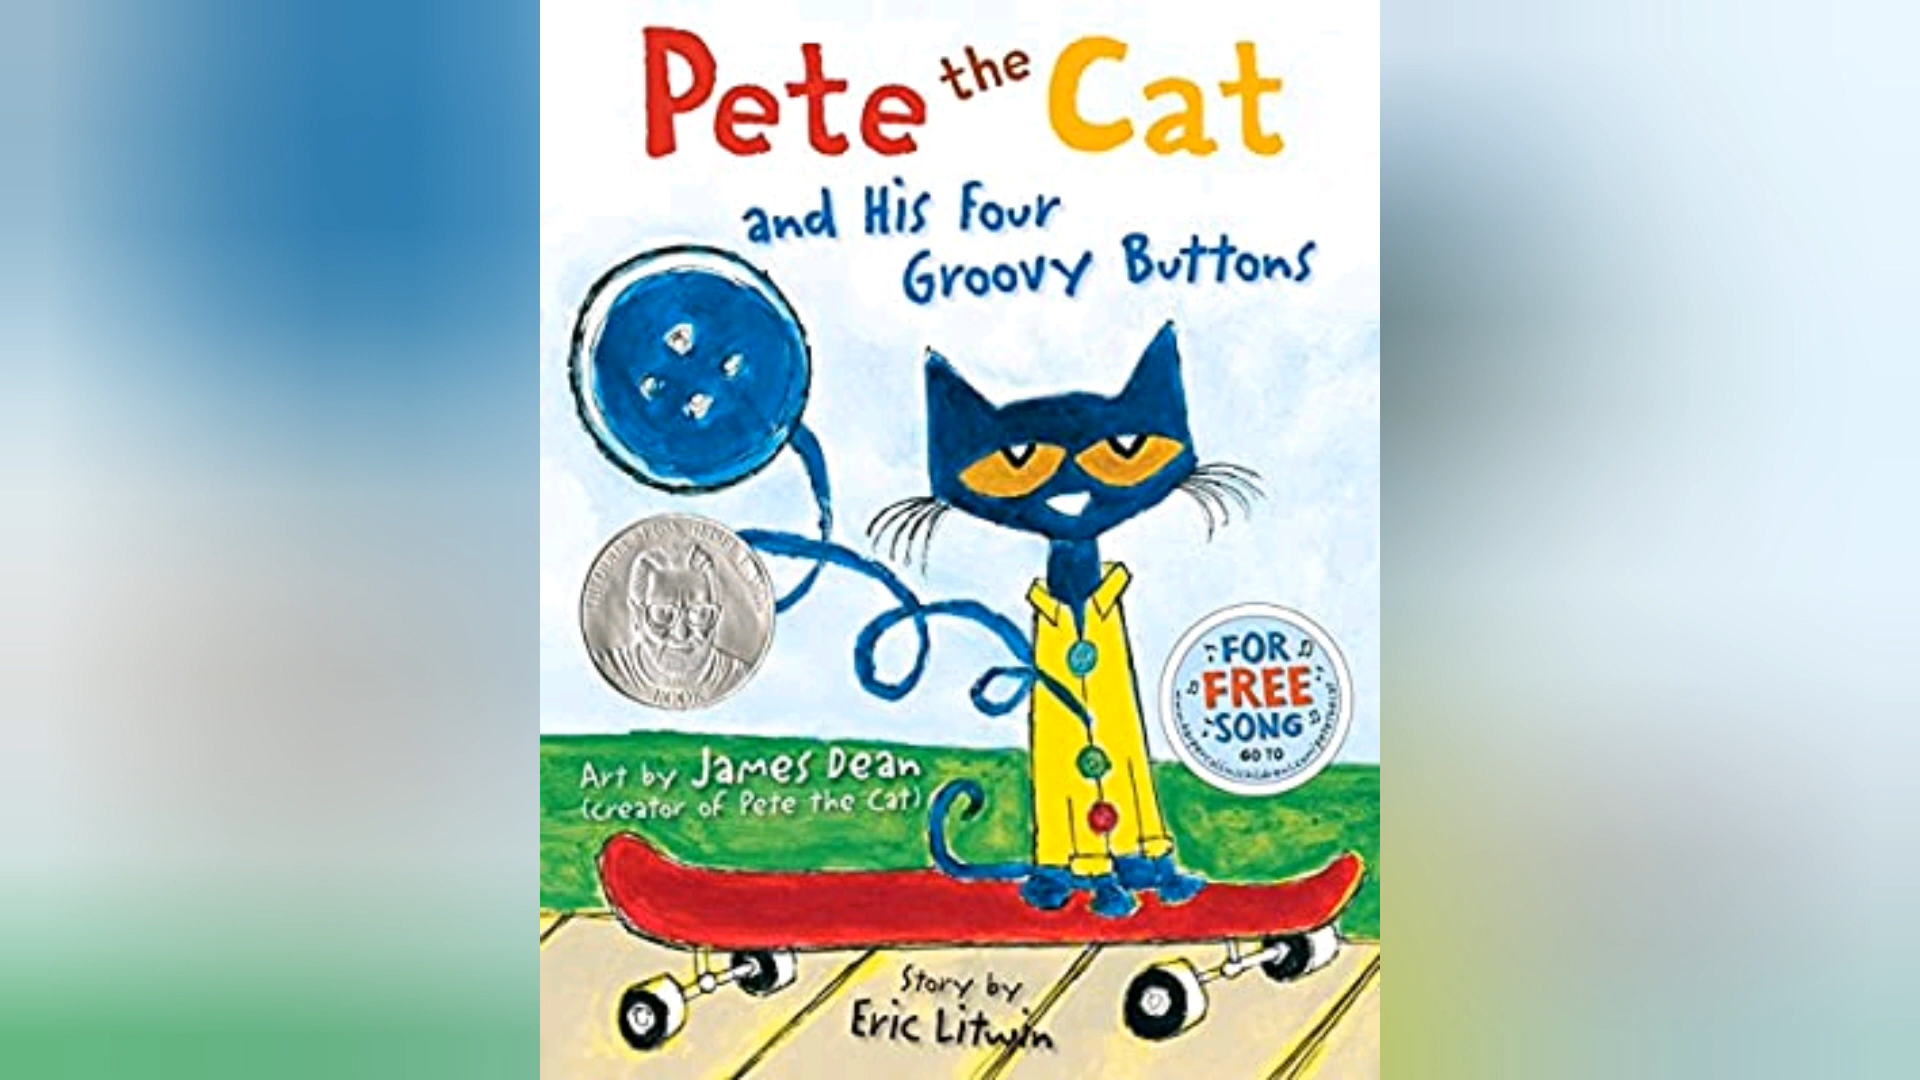 Pete the Cat
and His Four
Groovy Buttons
FOR
FREE
SONG
GO TO
Art by James Dean
(creator of Pete the Cat)
Story by
Eric Litwin
BOOK